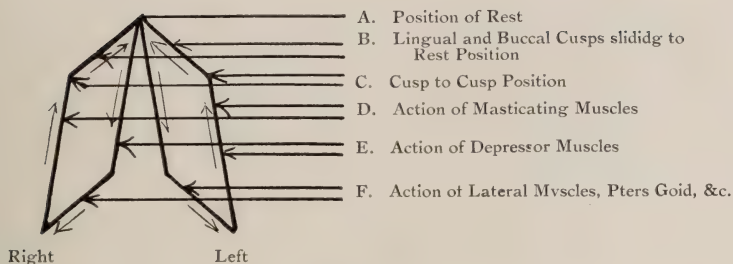 A. Position of Rest
B. Lingual and Buccal Cusps slididg to
Rest Position
C. Cusp to Cusp Position
D. Action of Masticating Muscles
E. Action of Depressor Muscles
F. Action of Lateral Mvscles, Pters Goid, &c.
Right Left